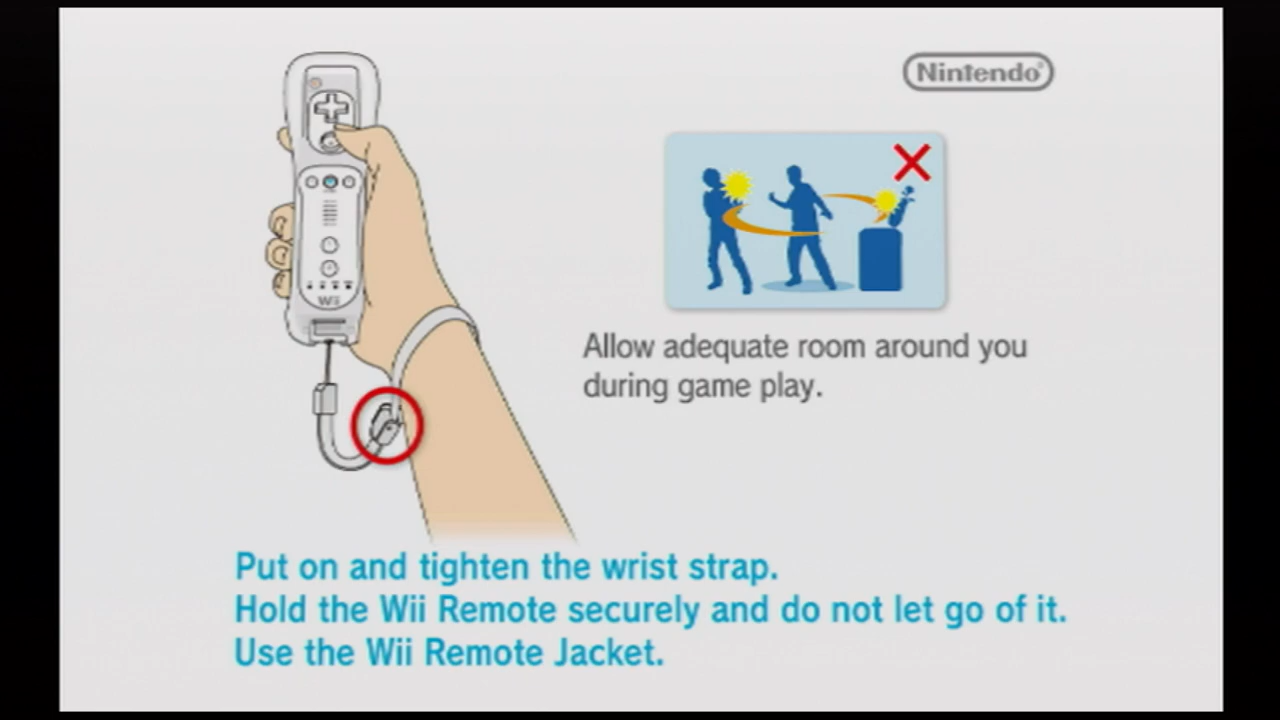 Nintendo®
Wii
Allow adequate room around you
during game play.
Put on and tighten the wrist strap.
Hold the Wii Remote securely and do not let go of it.
Use the Wii Remote Jacket.